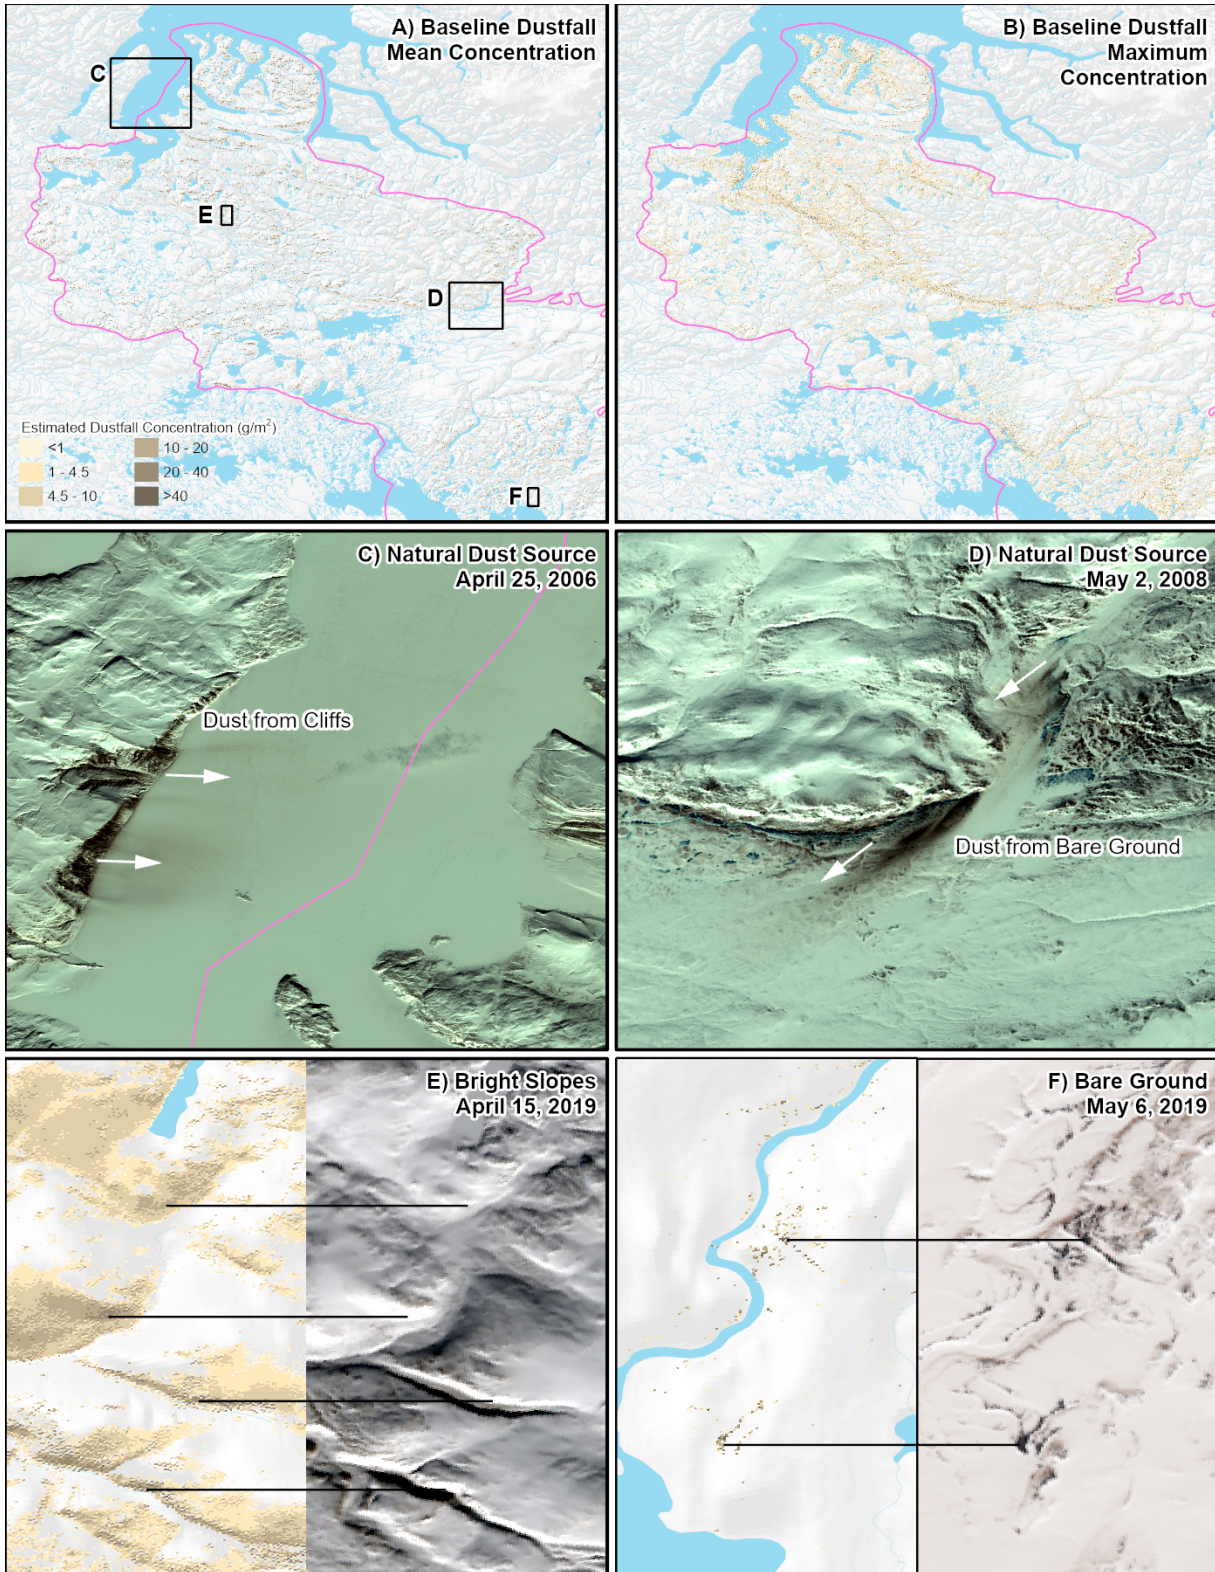 A) Baseline Dustfall
Mean Concentration
C
E
D
F
Estimated Dustfall Concentration (g/m²)
<1
10 - 20
1 - 4.5
20 - 40
4.5 - 10
>40
B) Baseline Dustfall
Maximum
Concentration
C) Natural Dust Source
April 25, 2006
Dust from Cliffs
D) Natural Dust Source
May 2, 2008
Dust from Bare Ground
E) Bright Slopes
April 15, 2019
F) Bare Ground
May 6, 2019